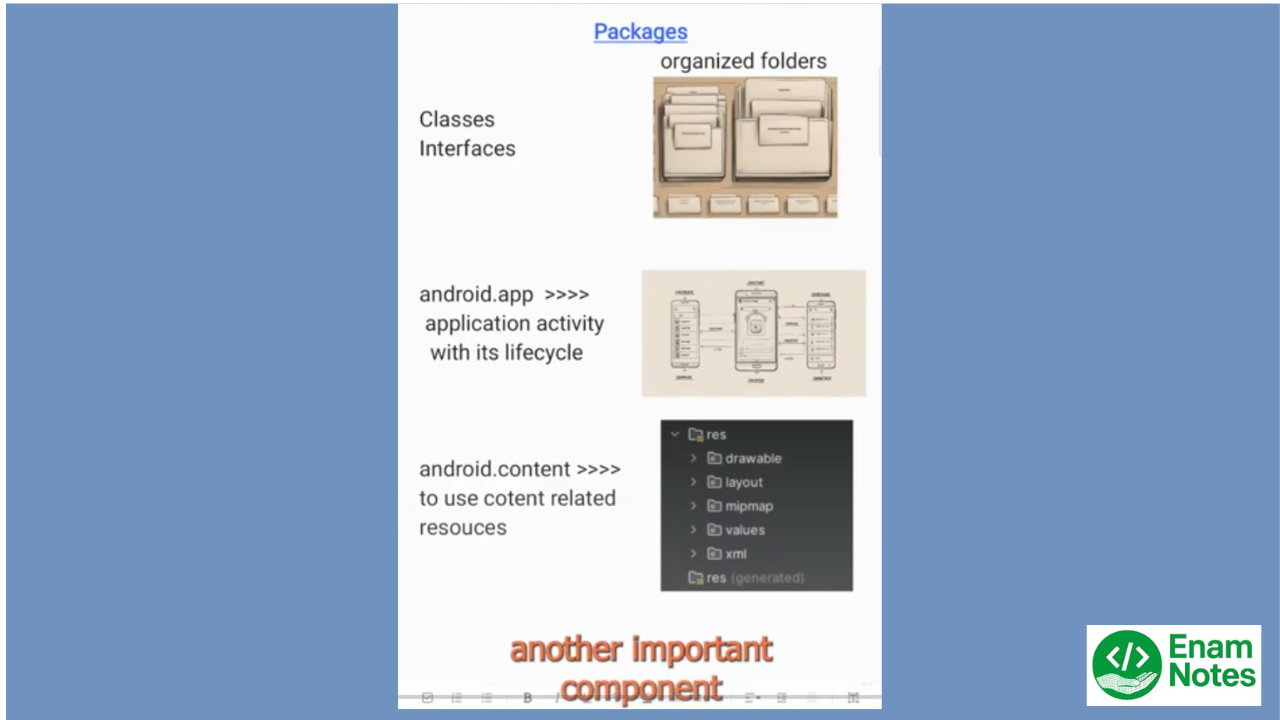 Packages
organized folders
Classes
Interfaces
android.app >>>>
application activity
with its lifecycle
android.content >>>>
to use cotent related
resouces
res
drawable
layout
mipmap
values
xml
res (generated)
another important
component
B
Enam
Notes